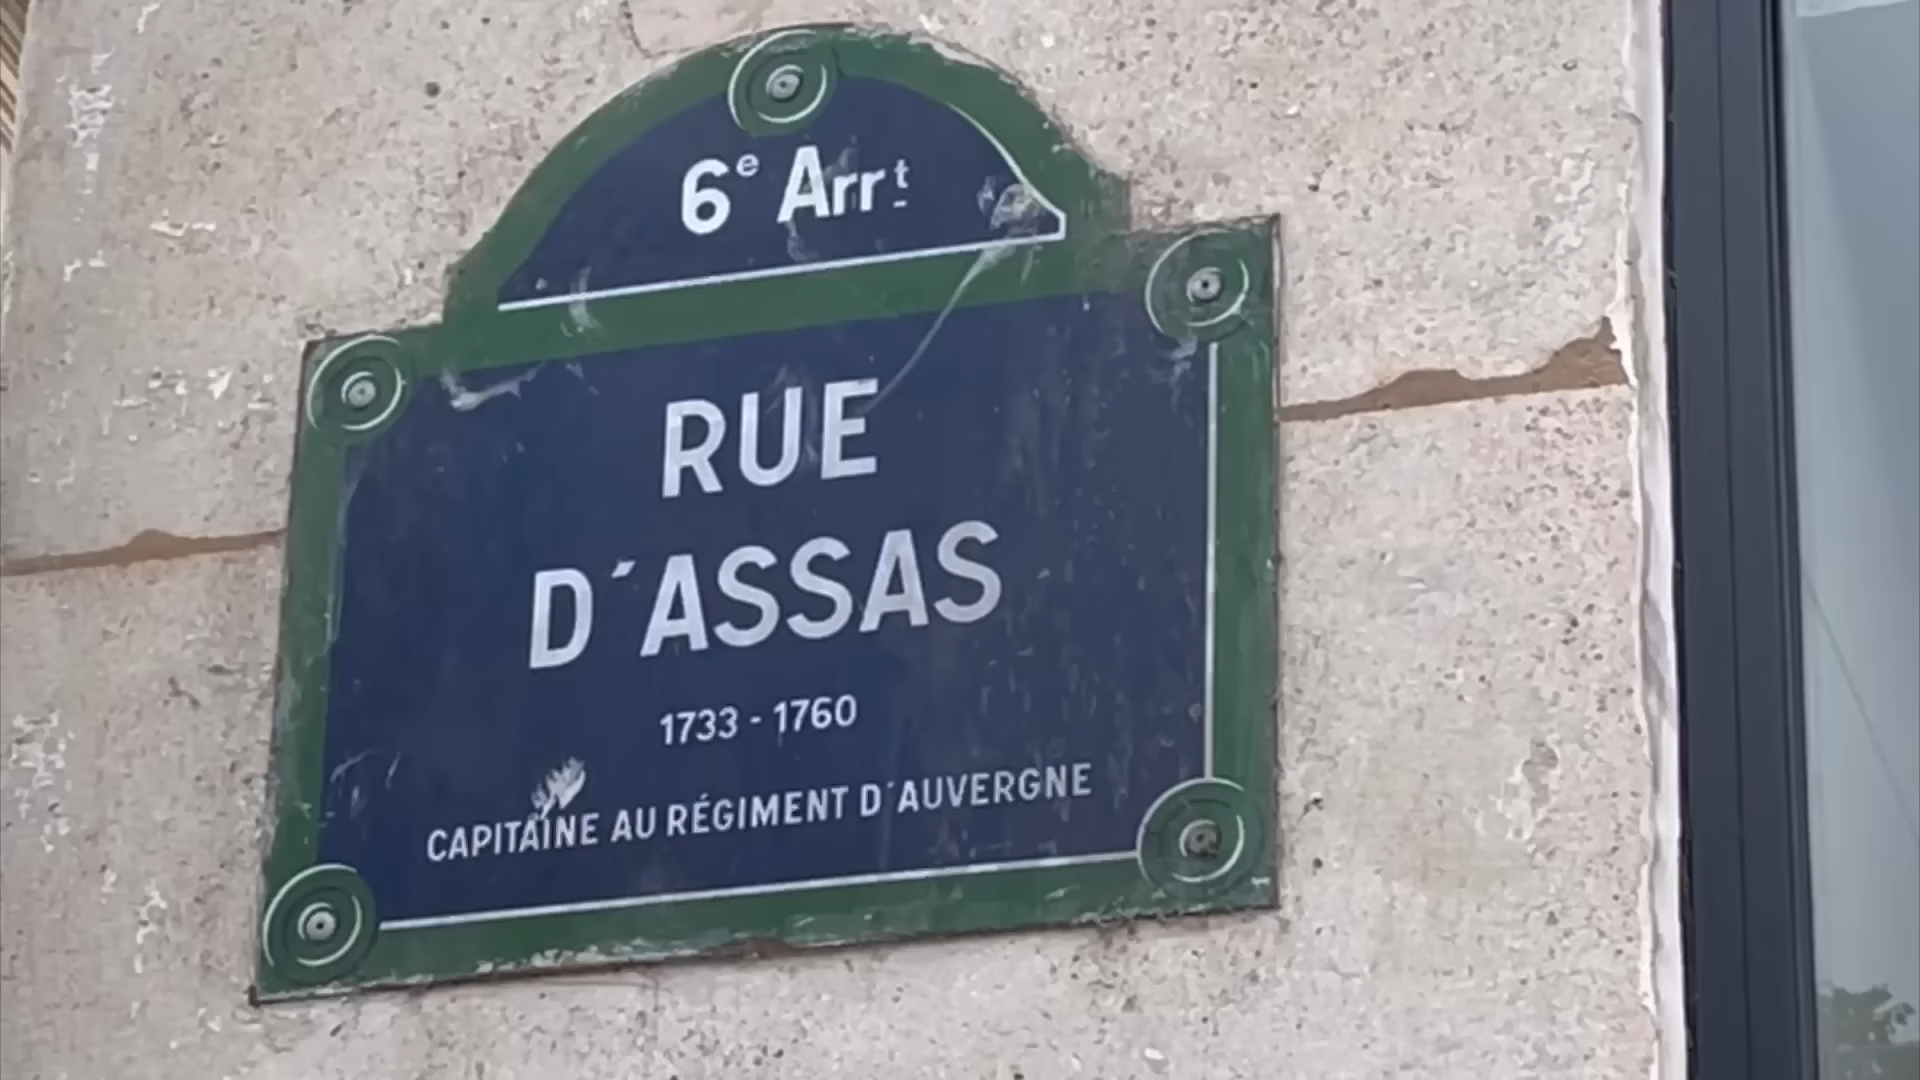 6e Arrt
RUE
D'ASSAS
1733 - 1760
CAPITAINE AU RÉGIMENT D'AUVERGNE